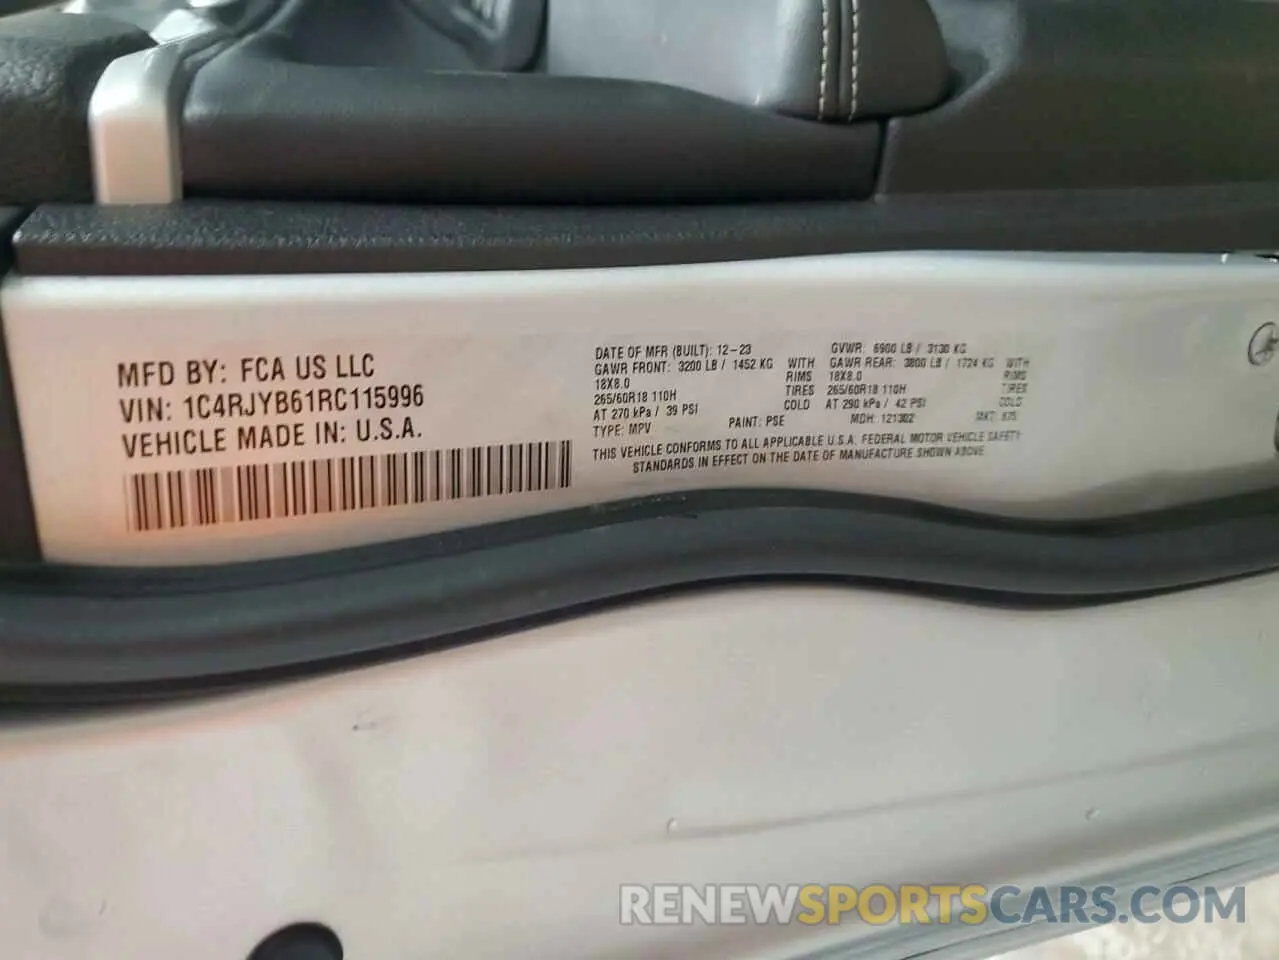 MFD BY: FCA US LLC
VIN: 1C4RJYB61RC115996
VEHICLE MADE IN: U.S.A.
DATE OF MFR (BUILT): 12-23
GAWR FRONT: 3200 LB / 1452 KG WITH
18X8.0 RIMS
265/60R18 110H TIRES
AT 270 kPa / 39 PSI COLD
TYPE: MPV PAINT: PSE
GVWR: 6900 LB / 3130 KG
GAWR REAR: 3800 LB / 1724 KG WITH
18X8.0 RIMS
265/60R18 110H TIRES
AT 290 kPa / 42 PSI COLD
MDH: 121302 MKT: 875
THIS VEHICLE CONFORMS TO ALL APPLICABLE U.S.A. FEDERAL MOTOR VEHICLE SAFETY
STANDARDS IN EFFECT ON THE DATE OF MANUFACTURE SHOWN ABOVE
RENEWSPORTSCARS.COM